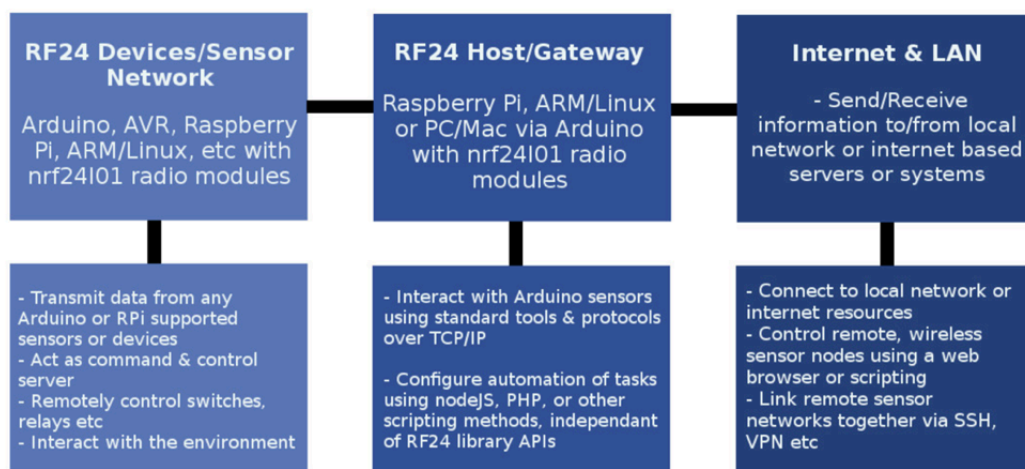 RF24 Devices/Sensor
Network
Arduino, AVR, Raspberry
Pi, ARM/Linux, etc with
nrf24l01 radio modules
RF24 Host/Gateway
Raspberry Pi, ARM/Linux
or PC/Mac via Arduino
with nrf24l01 radio
modules
Internet & LAN
- Send/Receive
information to/from local
network or internet based
servers or systems
- Transmit data from any
Arduino or RPi supported
sensors or devices
- Act as command & control
server
- Remotely control switches,
relays etc
- Interact with the environment
- Interact with Arduino sensors
using standard tools & protocols
over TCP/IP
- Configure automation of tasks
using nodeJS, PHP, or other
scripting methods, independant
of RF24 library APIs
- Connect to local network or
internet resources
- Control remote, wireless
sensor nodes using a web
browser or scripting
- Link remote sensor
networks together via SSH,
VPN etc